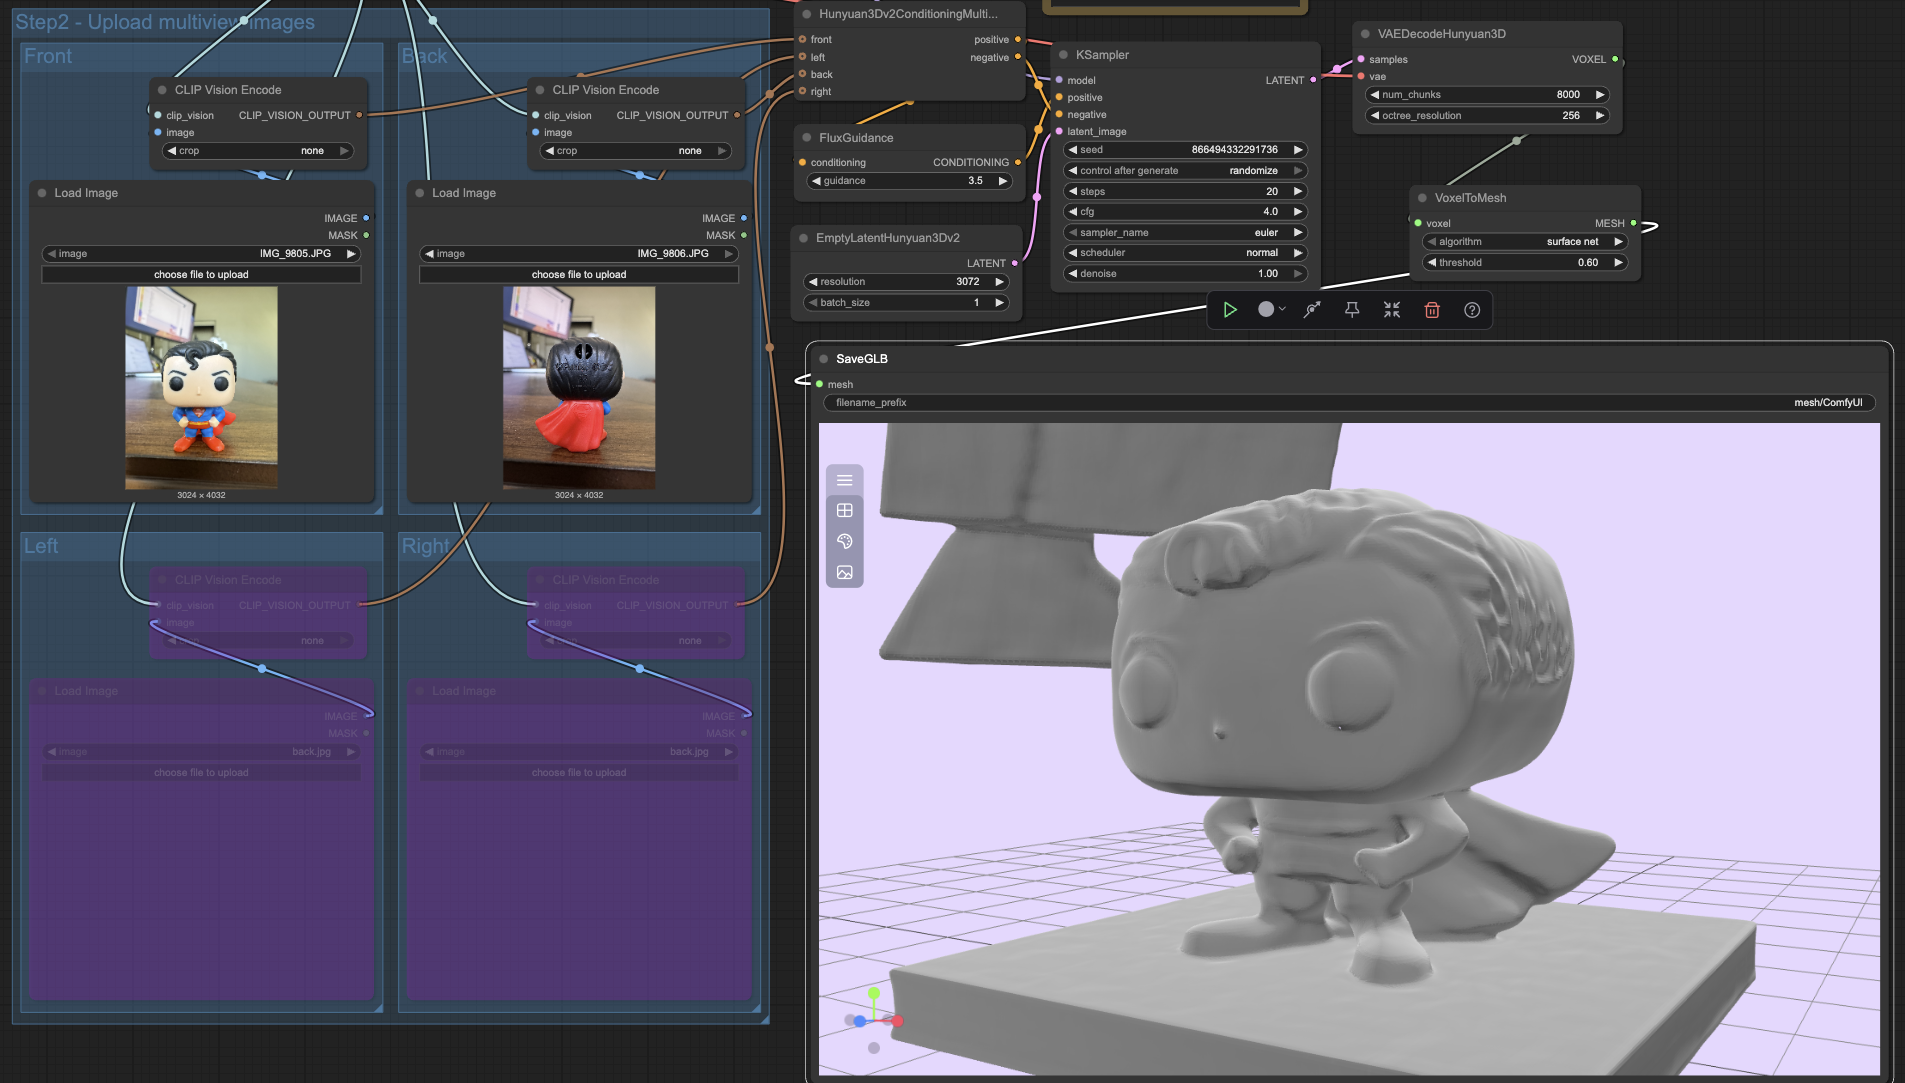 Step2 - Upload multiview images
Front
CLIP Vision Encode
clip_vision
CLIP_VISION_OUTPUT
image
crop
none
Load Image
IMAGE
MASK
image
IMG_9805.JPG
choose file to upload
3024 × 4032
Back
CLIP Vision Encode
clip_vision
CLIP_VISION_OUTPUT
image
crop
none
Load Image
IMAGE
MASK
image
IMG_9806.JPG
choose file to upload
3024 × 4032
Left
CLIP Vision Encode
clip_vision
CLIP_VISION_OUTPUT
image
crop
none
Load Image
IMAGE
MASK
image
back.jpg
choose file to upload
Right
CLIP Vision Encode
clip_vision
CLIP_VISION_OUTPUT
image
crop
none
Load Image
IMAGE
MASK
image
back.jpg
choose file to upload
Hunyuan3Dv2ConditioningMulti...
front
positive
left
negative
back
right
FluxGuidance
conditioning
CONDITIONING
guidance
3.5
EmptyLatentHunyuan3Dv2
LATENT
resolution
3072
batch_size
1
KSampler
model
LATENT
positive
negative
latent_image
seed
866494332291736
control after generate
randomize
steps
20
cfg
4.0
sampler_name
euler
scheduler
normal
denoise
1.00
VAEDecodeHunyuan3D
samples
VOXEL
vae
num_chunks
8000
octree_resolution
256
VoxelToMesh
voxel
MESH
algorithm
surface net
threshold
0.60
SaveGLB
mesh
filename_prefix
mesh/ComfyUI